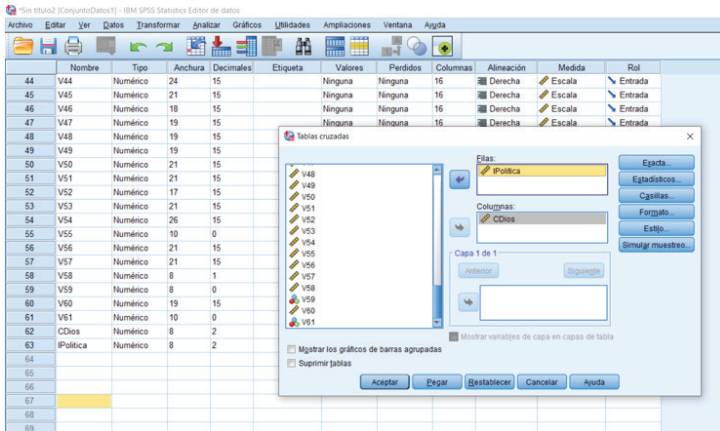 *Sin título2 [ConjuntoDatos1] - IBM SPSS Statistics Editor de datos
Archivo Editar Ver Datos Transformar Analizar Gráficos Utilidades Ampliaciones Ventana Ayuda
Nombre Tipo Anchura Decimales Etiqueta Valores Perdidos Columnas Alineación Medida Rol
44 V44 Numérico 24 15 Ninguna Ninguna 16 Derecha Escala Entrada
45 V45 Numérico 21 15 Ninguna Ninguna 16 Derecha Escala Entrada
46 V46 Numérico 18 15 Ninguna Ninguna 16 Derecha Escala Entrada
47 V47 Numérico 19 15 Ninguna Ninguna 16 Derecha Escala Entrada
48 V48 Numérico 19 15
49 V49 Numérico 19 15
50 V50 Numérico 21 15
51 V51 Numérico 21 15
52 V52 Numérico 17 15
53 V53 Numérico 21 15
54 V54 Numérico 26 15
55 V55 Numérico 10 0
56 V56 Numérico 21 15
57 V57 Numérico 21 15
58 V58 Numérico 8 1
59 V59 Numérico 8 0
60 V60 Numérico 19 15
61 V61 Numérico 10 0
62 CDios Numérico 8 2
63 IPolitica Numérico 8 2
64
65
66
67
68
69
Tablas cruzadas
V48
V49
V50
V51
V52
V53
V54
V55
V56
V57
V58
V59
V60
V61
Filas:
IPolitica
Columnas:
CDios
Capa 1 de 1
Anterior Siguiente
Mostrar variables de capa en capas de tabla
Exacta...
Estadísticos...
Casillas...
Formato...
Estilo...
Simular muestreo...
Mostrar los gráficos de barras agrupadas
Suprimir tablas
Aceptar Pegar Restablecer Cancelar Ayuda